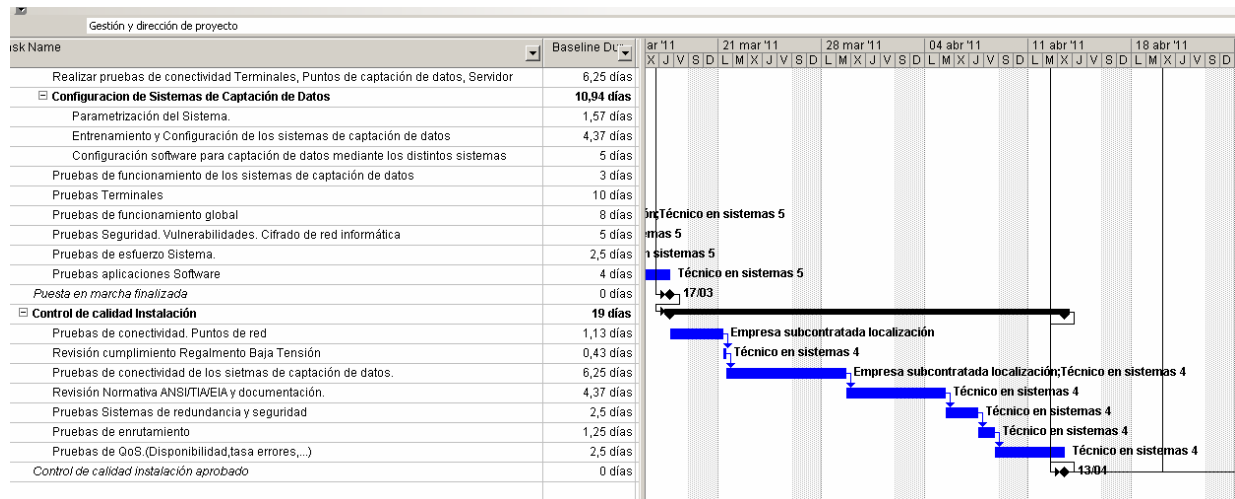 Gestión y dirección de proyecto
sk Name Baseline Du ar '11 21 mar '11 28 mar '11 04 abr '11 11 abr '11 18 abr '11
X J V S D L M X J V S D L M X J V S D L M X J V S D L M X J V S D L M X J V S D
Realizar pruebas de conectividad Terminales, Puntos de captación de datos, Servidor 6,25 días
Configuracion de Sistemas de Captación de Datos 10,94 días
Parametrización del Sistema. 1,57 días
Entrenamiento y Configuración de los sistemas de captación de datos 4,37 días
Configuración software para captación de datos mediante los distintos sistemas 5 días
Pruebas de funcionamiento de los sistemas de captación de datos 3 días
Pruebas Terminales 10 días
Pruebas de funcionamiento global 8 días ón;Técnico en sistemas 5
Pruebas Seguridad. Vulnerabilidades. Cifrado de red informática 5 días emas 5
Pruebas de esfuerzo Sistema. 2,5 días n sistemas 5
Pruebas aplicaciones Software 4 días Técnico en sistemas 5
Puesta en marcha finalizada 0 días 17/03
Control de calidad Instalación 19 días
Pruebas de conectividad. Puntos de red 1,13 días Empresa subcontratada localización
Revisión cumplimiento Regalmento Baja Tensión 0,43 días Técnico en sistemas 4
Pruebas de conectividad de los sietmas de captación de datos. 6,25 días Empresa subcontratada localización;Técnico en sistemas 4
Revisión Normativa ANSI/TIA/EIA y documentación. 4,37 días Técnico en sistemas 4
Pruebas Sistemas de redundancia y seguridad 2,5 días Técnico en sistemas 4
Pruebas de enrutamiento 1,25 días Técnico en sistemas 4
Pruebas de QoS.(Disponibilidad,tasa errores,...) 2,5 días Técnico en sistemas 4
Control de calidad instalación aprobado 0 días 13/04